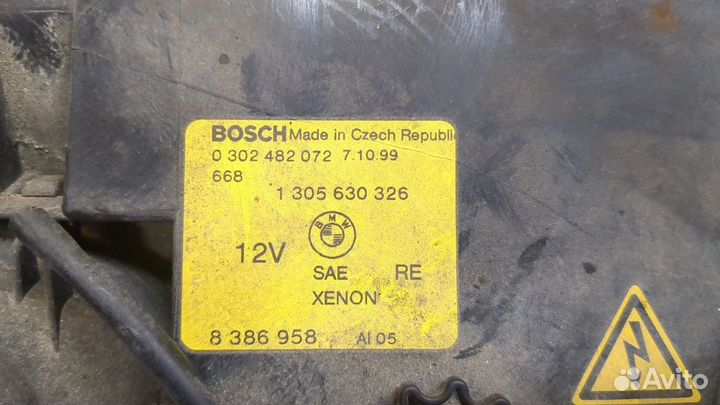 BOSCH Made in Czech Republic
0 302 482 072 7.10.99
668
1 305 630 326
BMW
12V
SAE RE
XENON
8 386 958 AI 05
Avito